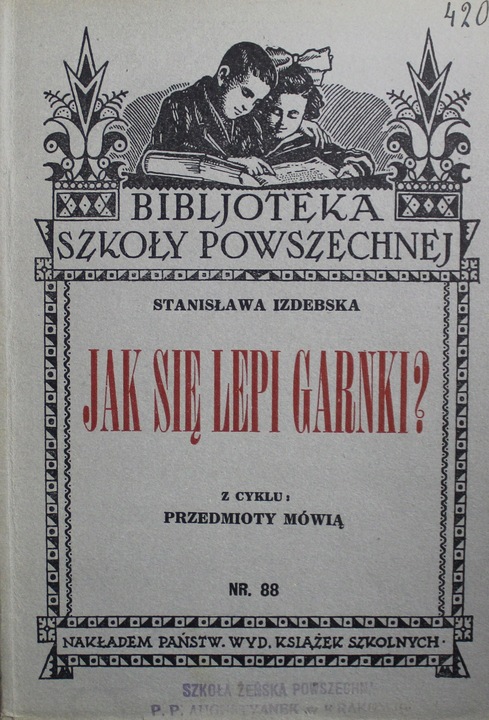 420
BIBLJOTEKA
SZKOŁY POWSZECHNEJ
STANISŁAWA IZDEBSKA
JAK SIĘ LEPI GARNKI?
Z CYKLU:
PRZEDMIOTY MÓWIĄ
NR. 88
NAKŁADEM PAŃSTW. WYD. KSIĄŻEK SZKOLNYCH·
SZKOŁA ŻEŃSKA
P. P.